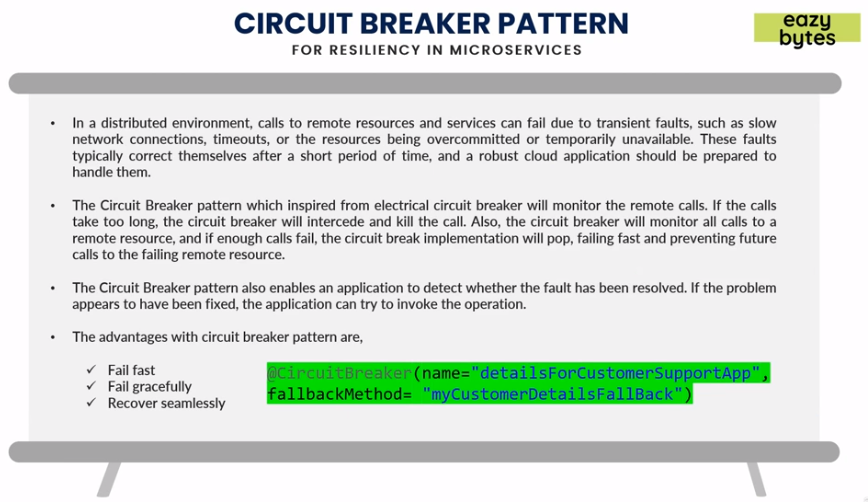 CIRCUIT BREAKER PATTERN
FOR RESILIENCY IN MICROSERVICES
eazy
bytes
• In a distributed environment, calls to remote resources and services can fail due to transient faults, such as slow
network connections, timeouts, or the resources being overcommitted or temporarily unavailable. These faults
typically correct themselves after a short period of time, and a robust cloud application should be prepared to
handle them.
• The Circuit Breaker pattern which inspired from electrical circuit breaker will monitor the remote calls. If the calls
take too long, the circuit breaker will intercede and kill the call. Also, the circuit breaker will monitor all calls to a
remote resource, and if enough calls fail, the circuit break implementation will pop, failing fast and preventing future
calls to the failing remote resource.
• The Circuit Breaker pattern also enables an application to detect whether the fault has been resolved. If the problem
appears to have been fixed, the application can try to invoke the operation.
• The advantages with circuit breaker pattern are,
✓ Fail fast
✓ Fail gracefully
✓ Recover seamlessly
@CircuitBreaker(name="detailsForCustomerSupportApp",
fallbackMethod= "myCustomerDetailsFallBack")